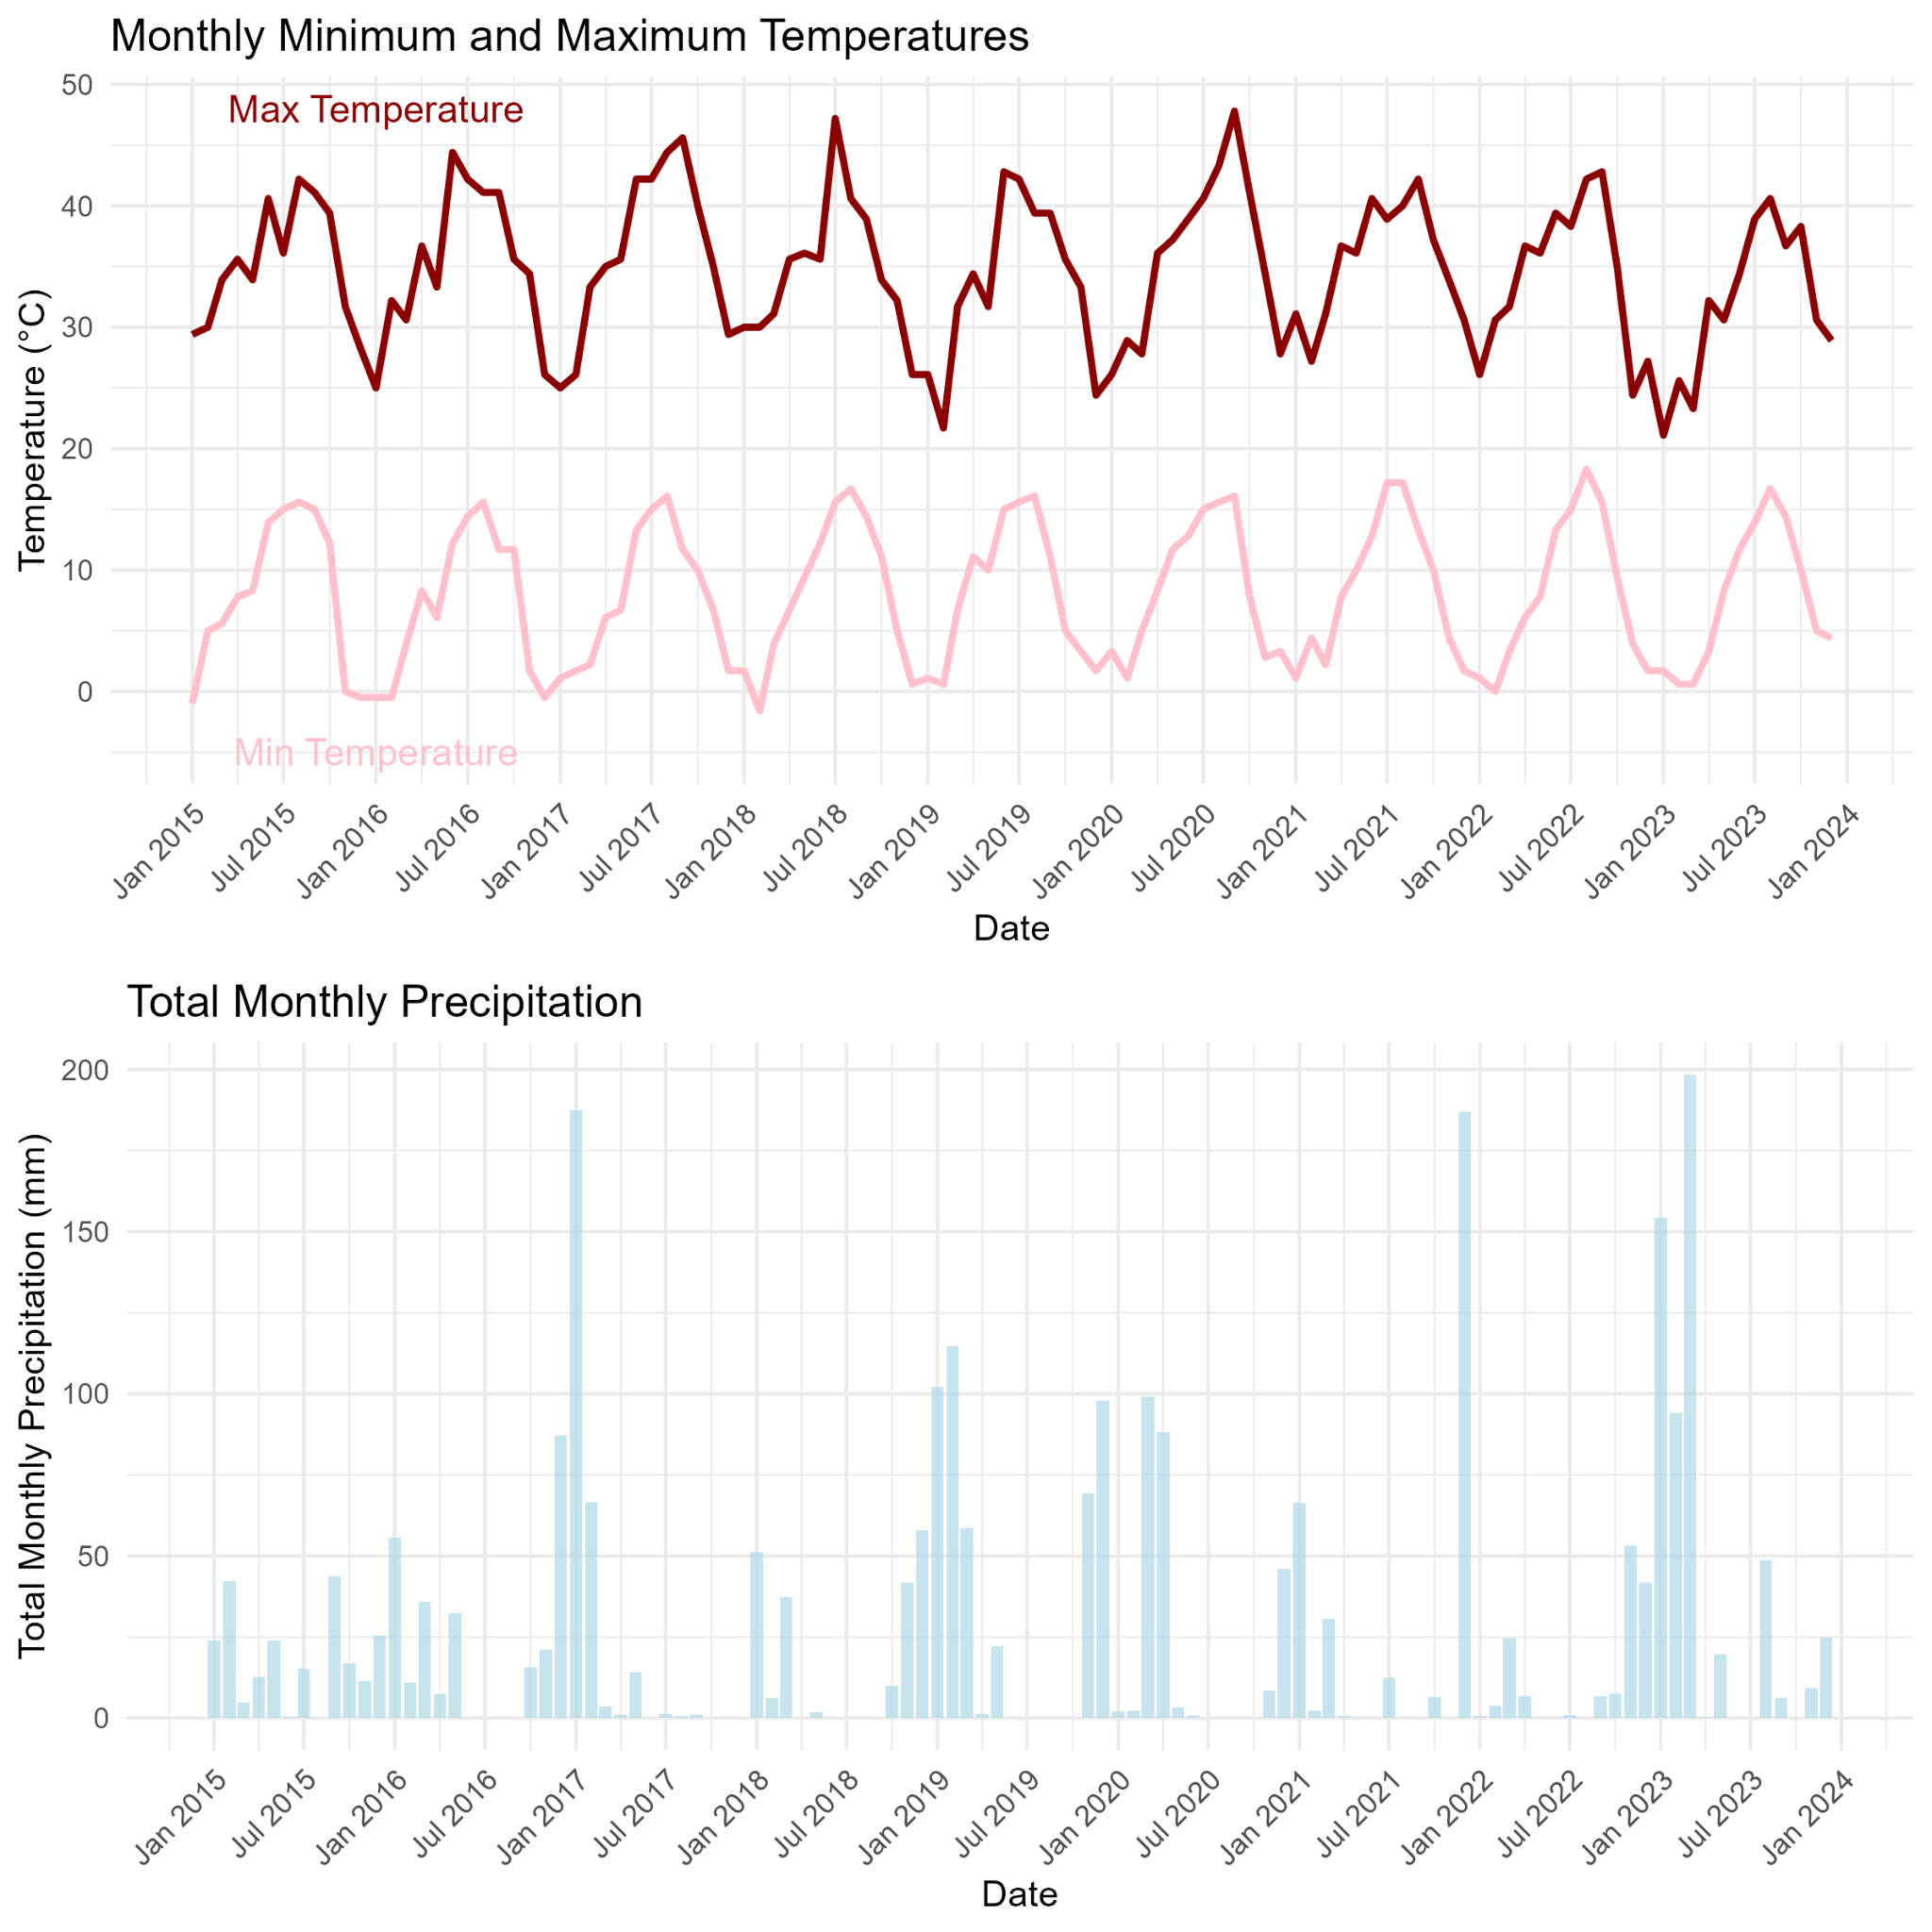 Monthly Minimum and Maximum Temperatures
Temperature (°C)
50
40
30
20
10
0
Max Temperature
Min Temperature
Jan 2015
Jul 2015
Jan 2016
Jul 2016
Jan 2017
Jul 2017
Jan 2018
Jul 2018
Jan 2019
Jul 2019
Jan 2020
Jul 2020
Jan 2021
Jul 2021
Jan 2022
Jul 2022
Jan 2023
Jul 2023
Jan 2024
Date
Total Monthly Precipitation
Total Monthly Precipitation (mm)
200
150
100
50
0
Jan 2015
Jul 2015
Jan 2016
Jul 2016
Jan 2017
Jul 2017
Jan 2018
Jul 2018
Jan 2019
Jul 2019
Jan 2020
Jul 2020
Jan 2021
Jul 2021
Jan 2022
Jul 2022
Jan 2023
Jul 2023
Jan 2024
Date